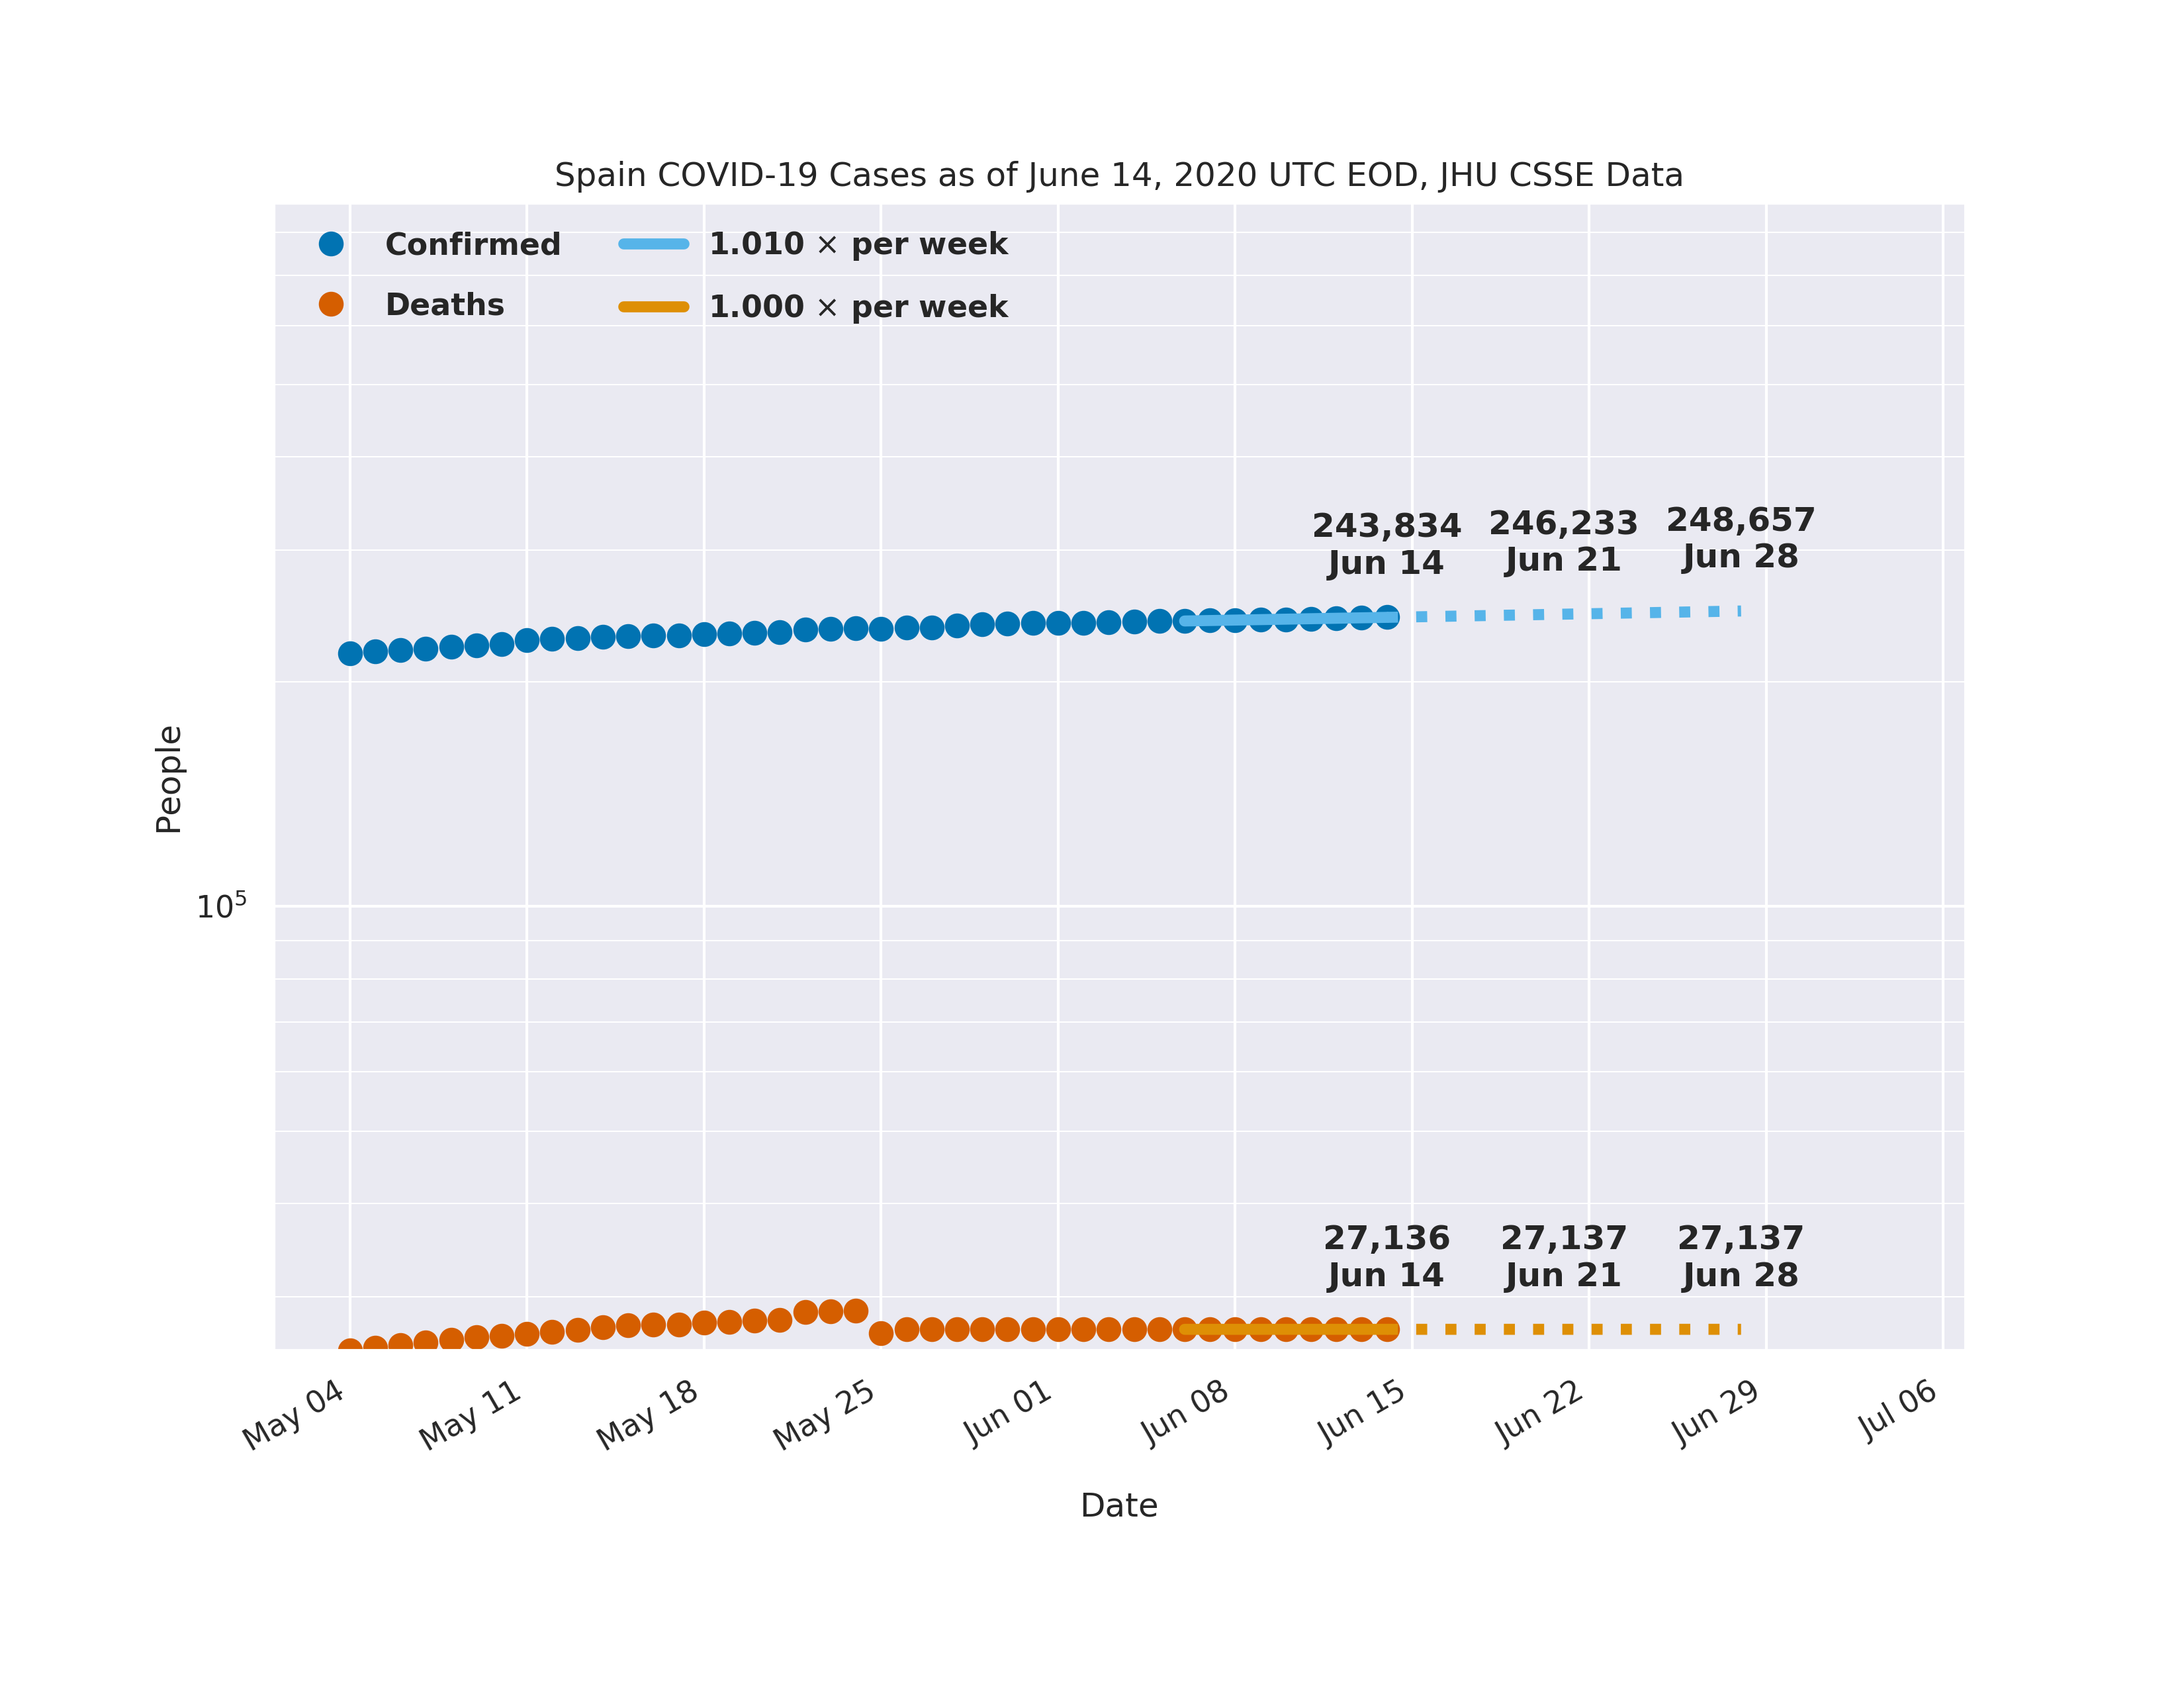 Spain COVID-19 Cases as of June 14, 2020 UTC EOD, JHU CSSE Data
Confirmed
Deaths
1.010 × per week
1.000 × per week
243,834
Jun 14
246,233
Jun 21
248,657
Jun 28
People
10⁵
27,136
Jun 14
27,137
Jun 21
27,137
Jun 28
May 04
May 11
May 18
May 25
Jun 01
Jun 08
Jun 15
Jun 22
Jun 29
Jul 06
Date